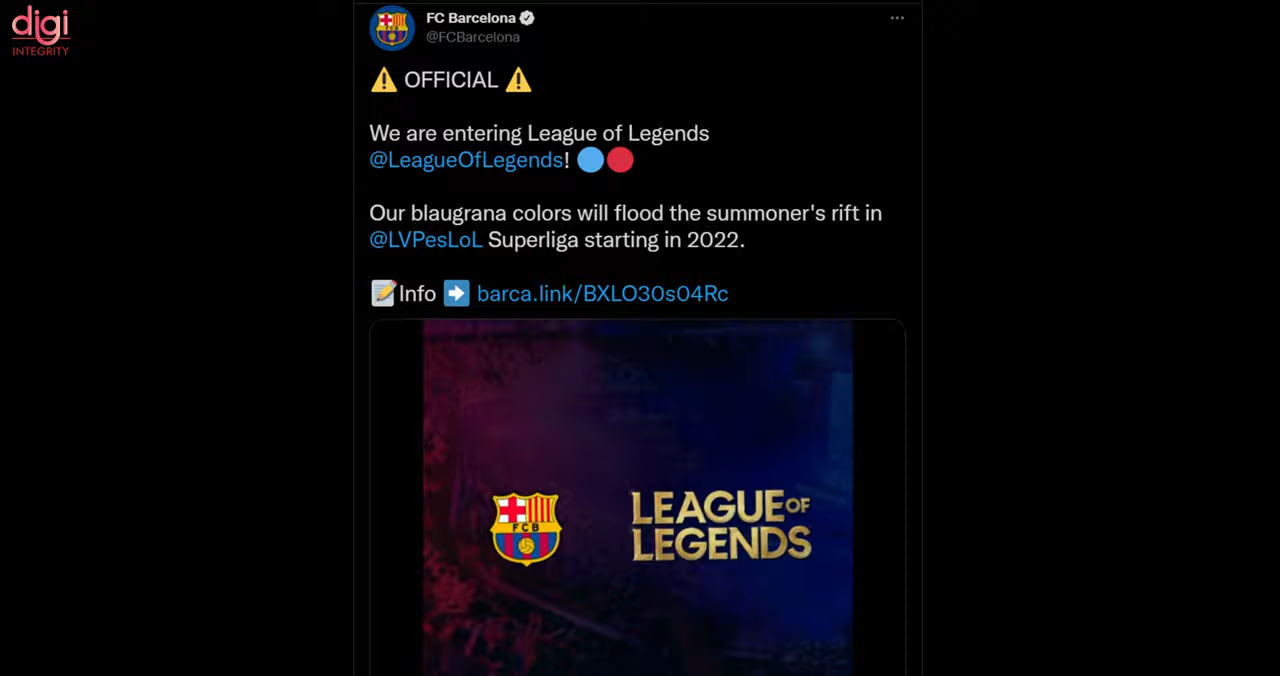 digi
INTEGRITY
FC Barcelona
@FCBarcelona
OFFICIAL
We are entering League of Legends
@LeagueOfLegends!
Our blaugrana colors will flood the summoner's rift in
@LVPesLoL Superliga starting in 2022.
Info barca.link/BXLO30s04Rc
FCB
LEAGUE OF
LEGENDS